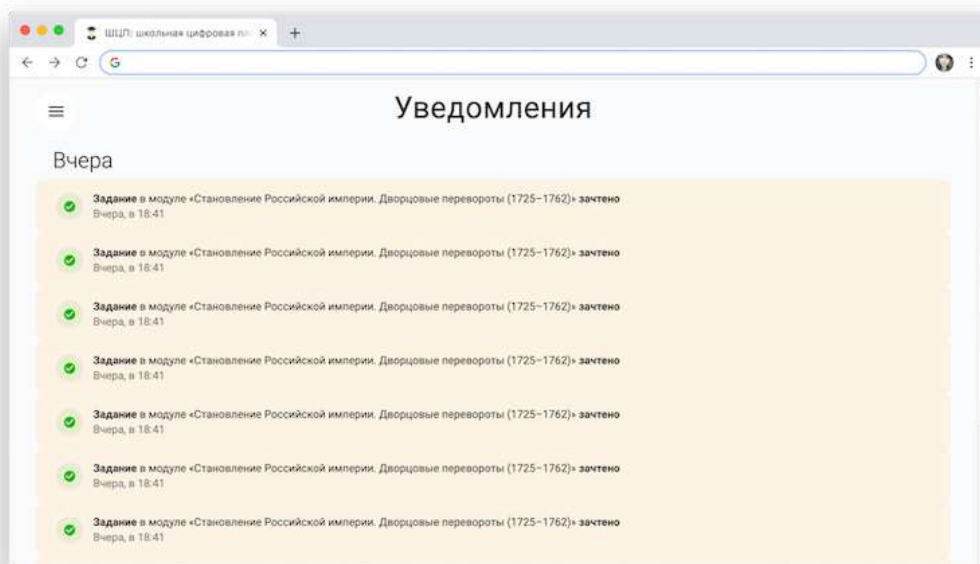 ШЦП: школьная цифровая пл
Уведомления
Вчера
Задание в модуле «Становление Российской империи. Дворцовые перевороты (1725–1762)» зачтено
Вчера, в 18:41
Задание в модуле «Становление Российской империи. Дворцовые перевороты (1725–1762)» зачтено
Вчера, в 18:41
Задание в модуле «Становление Российской империи. Дворцовые перевороты (1725–1762)» зачтено
Вчера, в 18:41
Задание в модуле «Становление Российской империи. Дворцовые перевороты (1725–1762)» зачтено
Вчера, в 18:41
Задание в модуле «Становление Российской империи. Дворцовые перевороты (1725–1762)» зачтено
Вчера, в 18:41
Задание в модуле «Становление Российской империи. Дворцовые перевороты (1725–1762)» зачтено
Вчера, в 18:41
Задание в модуле «Становление Российской империи. Дворцовые перевороты (1725–1762)» зачтено
Вчера, в 18:41